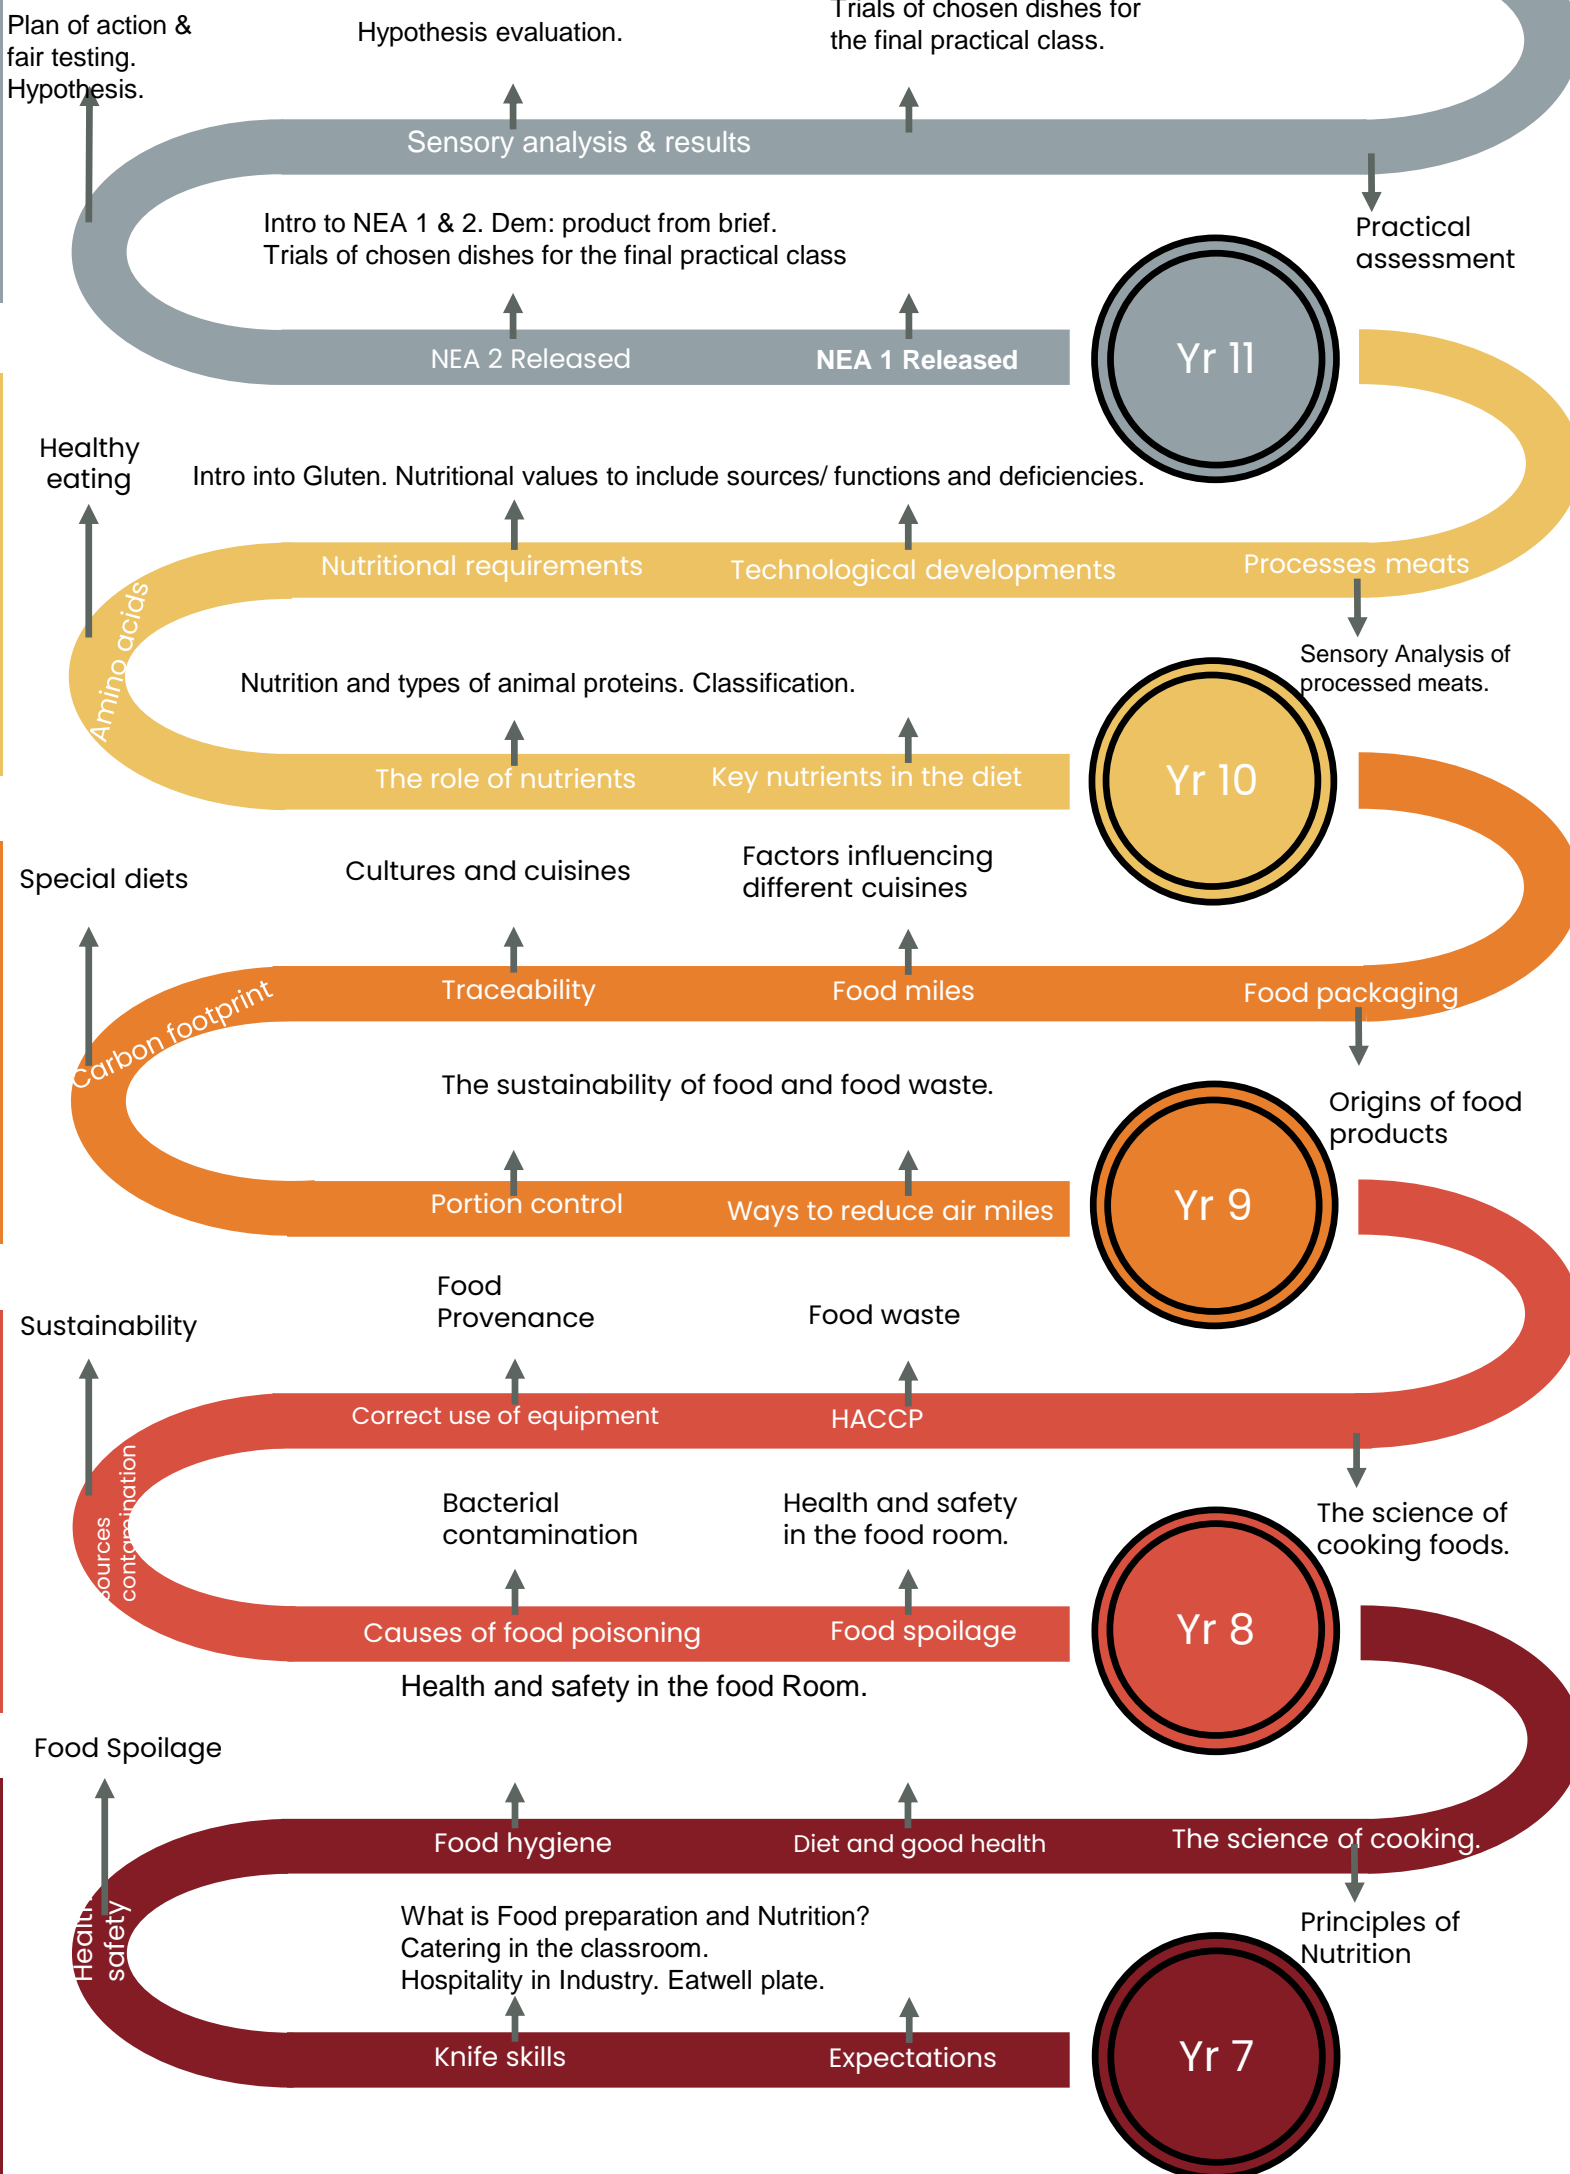 Trials of chosen dishes for
the final practical class.
Hypothesis evaluation.
Plan of action &
fair testing.
Hypothesis.
Sensory analysis & results
Practical
assessment
Intro to NEA 1 & 2. Dem: product from brief.
Trials of chosen dishes for the final practical class
NEA 2 Released
NEA 1 Released
Yr 11
Healthy
eating
Intro into Gluten. Nutritional values to include sources/ functions and deficiencies.
Nutritional requirements
Technological developments
Processes meats
Amino acids
Sensory Analysis of
processed meats.
Nutrition and types of animal proteins. Classification.
The role of nutrients
Key nutrients in the diet
Yr 10
Special diets
Cultures and cuisines
Factors influencing
different cuisines
Carbon footprint
Traceability
Food miles
Food packaging
The sustainability of food and food waste.
Origins of food
products
Portion control
Ways to reduce air miles
Yr 9
Sustainability
Food
Provenance
Food waste
Correct use of equipment
HACCP
sources
contamination
Bacterial
contamination
Health and safety
in the food room.
The science of
cooking foods.
Causes of food poisoning
Food spoilage
Yr 8
Health and safety in the food Room.
Food Spoilage
Food hygiene
Diet and good health
The science of cooking.
Health
safety
What is Food preparation and Nutrition?
Catering in the classroom.
Hospitality in Industry. Eatwell plate.
Principles of
Nutrition
Knife skills
Expectations
Yr 7